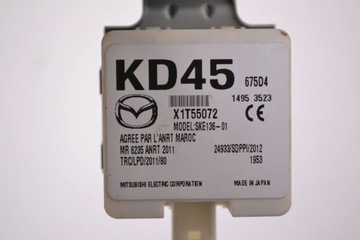 KD45 675D4
1495 3523
X1T55072
MODEL:SKE136-01
AGREE PAR L'ANRT MAROC
MR 6235 ANRT 2011 24933/SDPPI/2012
TRC/LPD/2011/80 1953
MITSUBISHI ELECTRIC CORPORATION MADE IN JAPAN